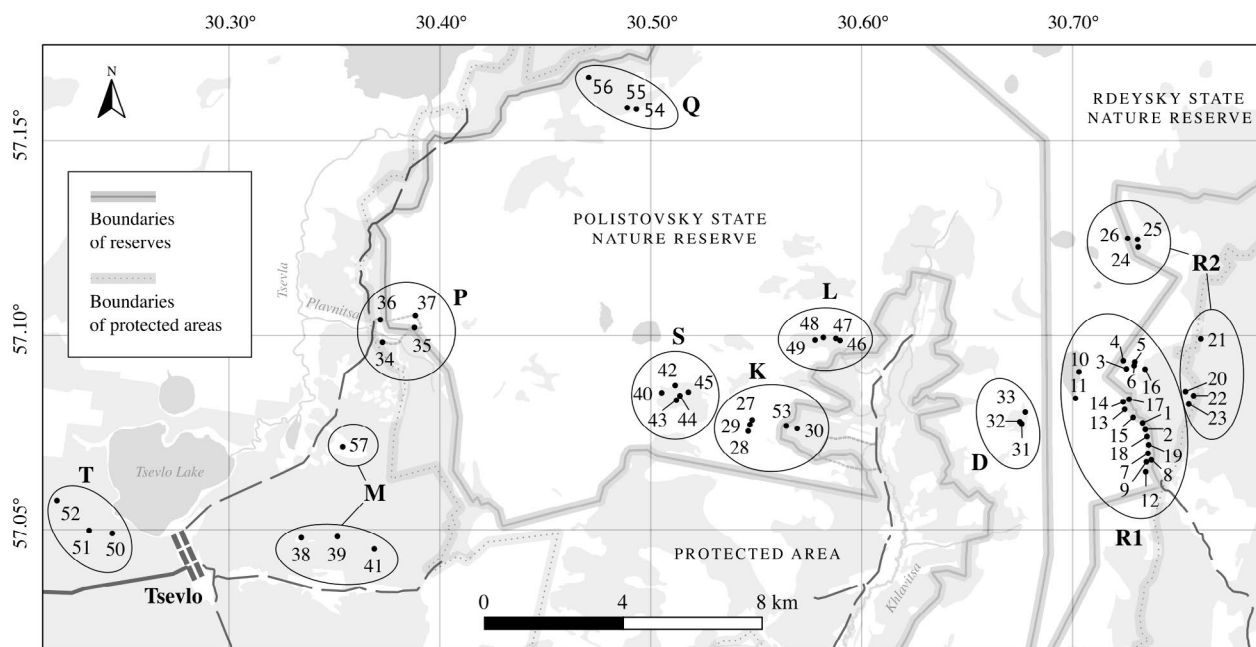 30.30° 30.40° 30.50° 30.60° 30.70°
57.15°
57.10°
57.05°
N
Boundaries
of reserves
Boundaries
of protected areas
RDEYSKY STATE
NATURE RESERVE
POLISTOVSKY STATE
NATURE RESERVE
PROTECTED AREA
56 55 54 Q
Tsevla
Plavnitsa
36 37 P
34 35
26 25
24
R2
21
20
22
23
L
48 47
49 46
S
42 45
40
43 44
K
27
29
28
53
30
33
32
31
D
4 5
10 3
6 16
11
14 17 1
13
15 2
18 19
7 8
9
12
R1
57
M
38 39 41
T
52
51 50
Tsevlo Lake
Tsevlo
Khlavitsa
0 4 8 km